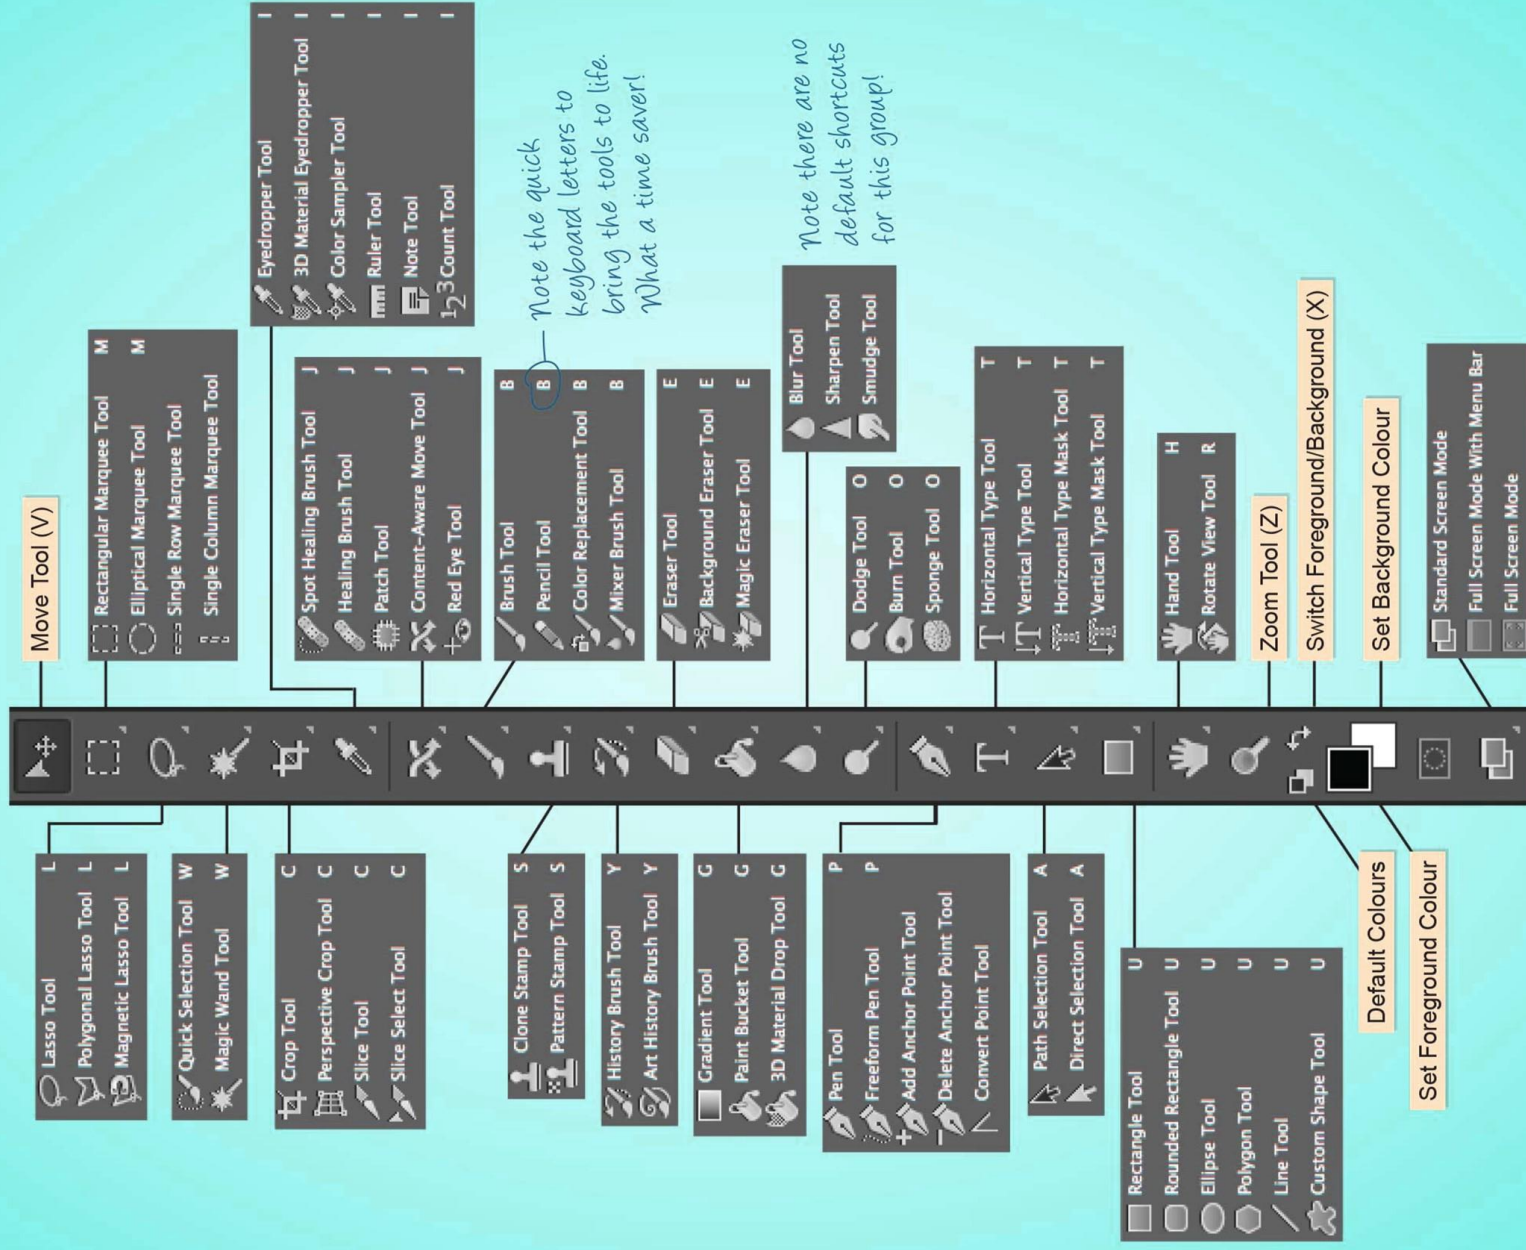 Move Tool (V)
Rectangular Marquee Tool M
Elliptical Marquee Tool M
Single Row Marquee Tool
Single Column Marquee Tool
Eyedropper Tool I
3D Material Eyedropper Tool I
Color Sampler Tool I
Ruler Tool I
Note Tool I
1 2 3 Count Tool I
Spot Healing Brush Tool J
Healing Brush Tool J
Patch Tool J
Content-Aware Move Tool J
Red Eye Tool J
Brush Tool B
Pencil Tool B
Color Replacement Tool B
Mixer Brush Tool B
Note the quick
keyboard letters to
bring the tools to life.
What a time saver!
Eraser Tool E
Background Eraser Tool E
Magic Eraser Tool E
Blur Tool
Sharpen Tool
Smudge Tool
Note there are no
default shortcuts
for this group!
Dodge Tool O
Burn Tool O
Sponge Tool O
T Horizontal Type Tool T
T Vertical Type Tool T
T Horizontal Type Mask Tool T
T Vertical Type Mask Tool T
Hand Tool H
Rotate View Tool R
Zoom Tool (Z)
Switch Foreground/Background (X)
Set Background Colour
Standard Screen Mode
Full Screen Mode With Menu Bar
Full Screen Mode
T
Lasso Tool L
Polygonal Lasso Tool L
Magnetic Lasso Tool L
Quick Selection Tool W
Magic Wand Tool W
Crop Tool C
Perspective Crop Tool C
Slice Tool C
Slice Select Tool C
Clone Stamp Tool S
Pattern Stamp Tool S
History Brush Tool Y
Art History Brush Tool Y
Gradient Tool G
Paint Bucket Tool G
3D Material Drop Tool G
Pen Tool P
Freeform Pen Tool P
Add Anchor Point Tool
Delete Anchor Point Tool
Convert Point Tool
Path Selection Tool A
Direct Selection Tool A
Rectangle Tool U
Rounded Rectangle Tool U
Ellipse Tool U
Polygon Tool U
Line Tool U
Custom Shape Tool U
Default Colours
Set Foreground Colour